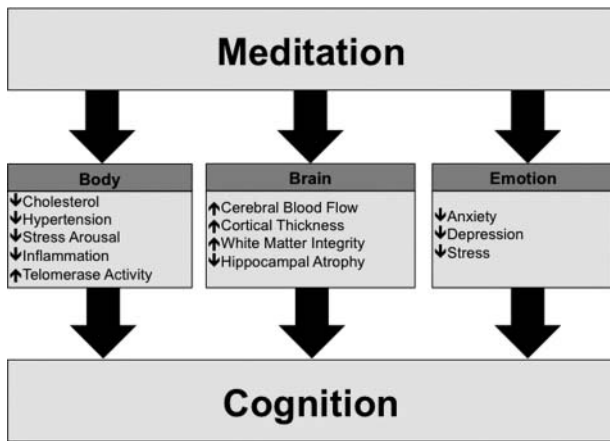 Meditation
Body
↓Cholesterol
↓Hypertension
↓Stress Arousal
↓Inflammation
↑Telomerase Activity
Brain
↑Cerebral Blood Flow
↑Cortical Thickness
↑White Matter Integrity
↓Hippocampal Atrophy
Emotion
↓Anxiety
↓Depression
↓Stress
Cognition